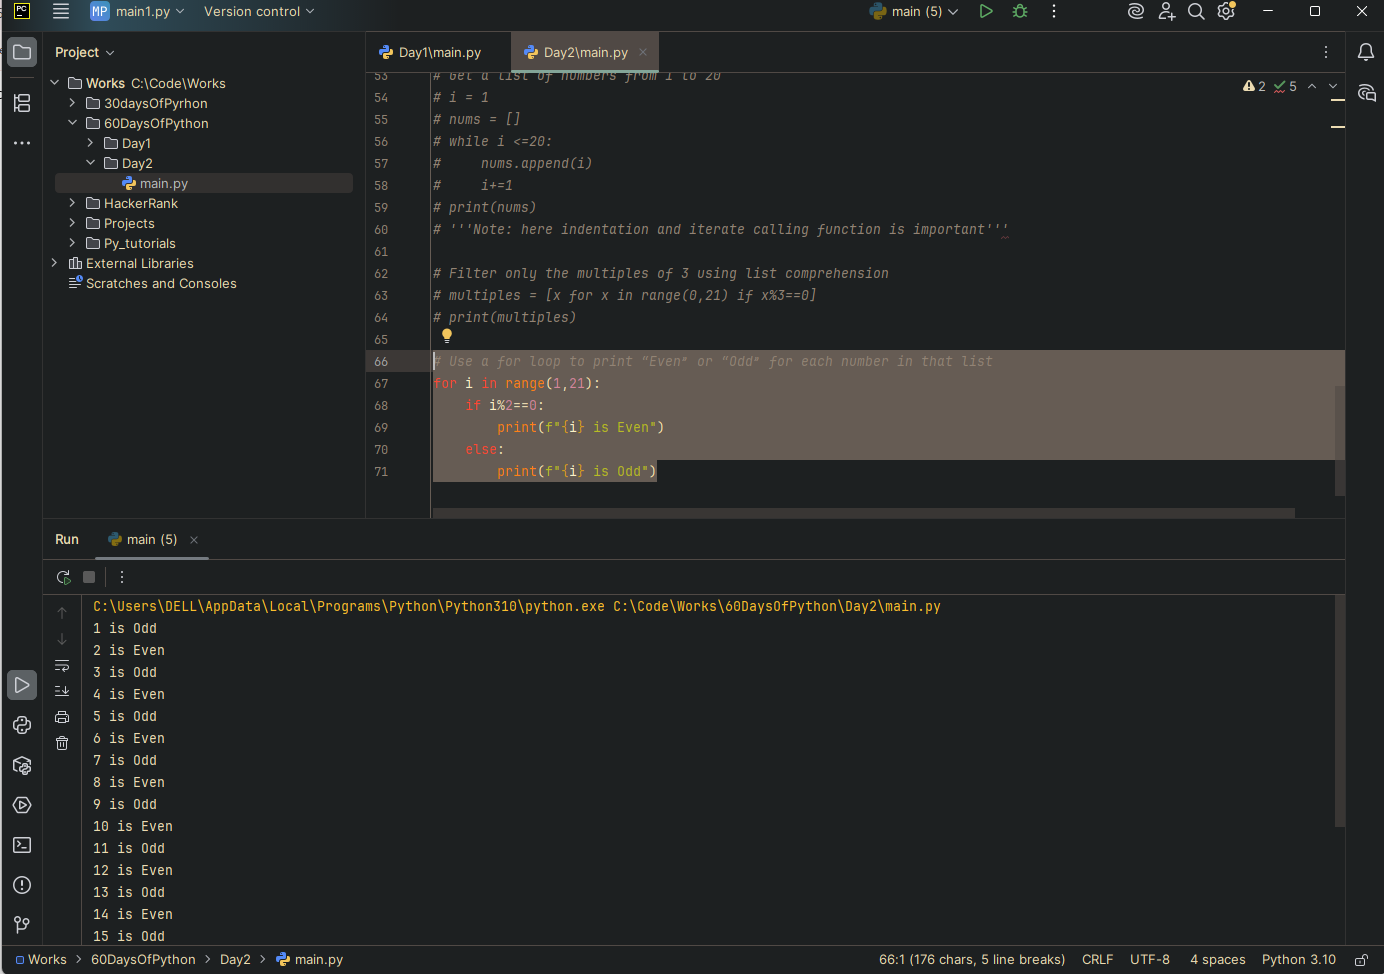 PC
MP main1.py
Version control
main (5)
Project
Day1\main.py
Day2\main.py
Works C:\Code\Works
30daysOfPyrhon
60DaysOfPython
Day1
Day2
main.py
HackerRank
Projects
Py_tutorials
External Libraries
Scratches and Consoles
2 5
53 # Get a list of numbers from 1 to 20
54 # i = 1
55 # nums = []
56 # while i <=20:
57 #     nums.append(i)
58 #     i+=1
59 # print(nums)
60 # '''Note: here indentation and iterate calling function is important'''
61
62 # Filter only the multiples of 3 using list comprehension
63 # multiples = [x for x in range(0,21) if x%3==0]
64 # print(multiples)
65
66 # Use a for loop to print “Even” or “Odd” for each number in that list
67 for i in range(1,21):
68     if i%2==0:
69         print(f"{i} is Even")
70     else:
71         print(f"{i} is Odd")
Run
main (5)
C:\Users\DELL\AppData\Local\Programs\Python\Python310\python.exe C:\Code\Works\60DaysOfPython\Day2\main.py
1 is Odd
2 is Even
3 is Odd
4 is Even
5 is Odd
6 is Even
7 is Odd
8 is Even
9 is Odd
10 is Even
11 is Odd
12 is Even
13 is Odd
14 is Even
15 is Odd
Works > 60DaysOfPython > Day2 > main.py
66:1 (176 chars, 5 line breaks) CRLF UTF-8 4 spaces Python 3.10